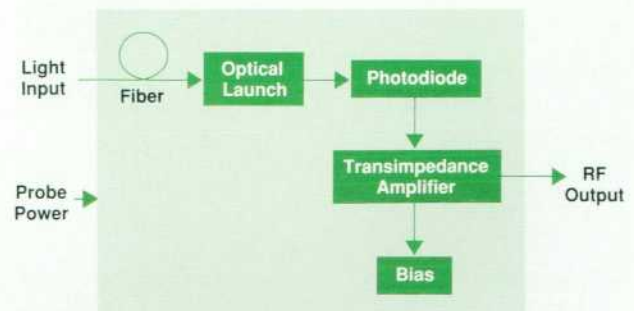 Light
Input
Fiber
Optical
Launch
Photodiode
Transimpedance
Amplifier
RF
Output
Probe
Power
Bias